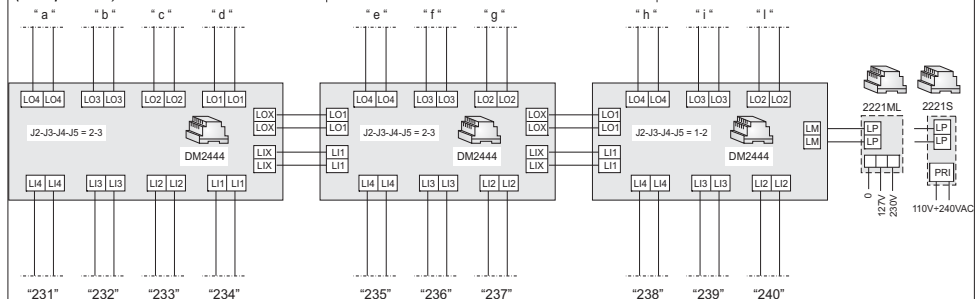 “ a “ “ b “ “ c “ “ d “ “ e “ “ f “ “ g “ “ h “ “ i “ “ l “
LO4 LO4 LO3 LO3 LO2 LO2 LO1 LO1 LO4 LO4 LO3 LO3 LO2 LO2 LO4 LO4 LO3 LO3 LO2 LO2 2221ML 2221S
LOX LO1 LOX LO1
LOX LO1 LOX LO1
J2-J3-J4-J5 = 2-3 J2-J3-J4-J5 = 2-3 J2-J3-J4-J5 = 1-2 LM LP LP
LM LP LP
LIX LI1 LIX LI1
LIX LI1 LIX LI1
DM2444 DM2444 DM2444
PRI
LI4 LI4 LI3 LI3 LI2 LI2 LI1 LI1 LI4 LI4 LI3 LI3 LI2 LI2 LI4 LI4 LI3 LI3 LI2 LI2
0 127V 230V 110V÷240VAC
“231” “232” “233” “234” “235” “236” “237” “238” “239” “240”